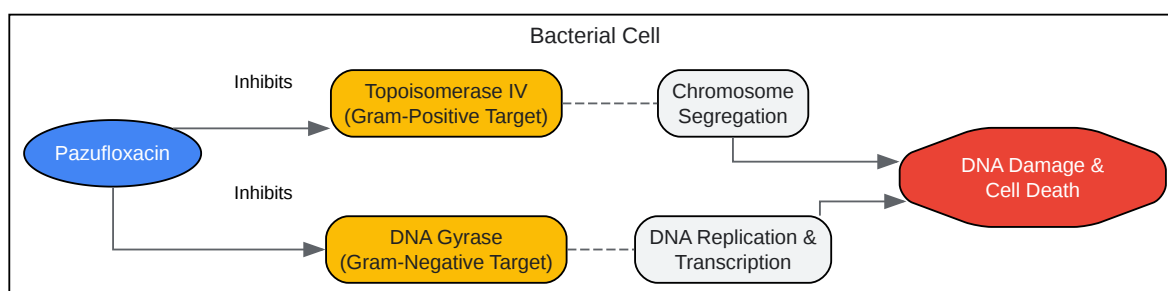 Bacterial Cell
Inhibits
Topoisomerase IV
(Gram-Positive Target)
Chromosome
Segregation
Pazufloxacin
DNA Damage &
Cell Death
Inhibits
DNA Gyrase
(Gram-Negative Target)
DNA Replication &
Transcription